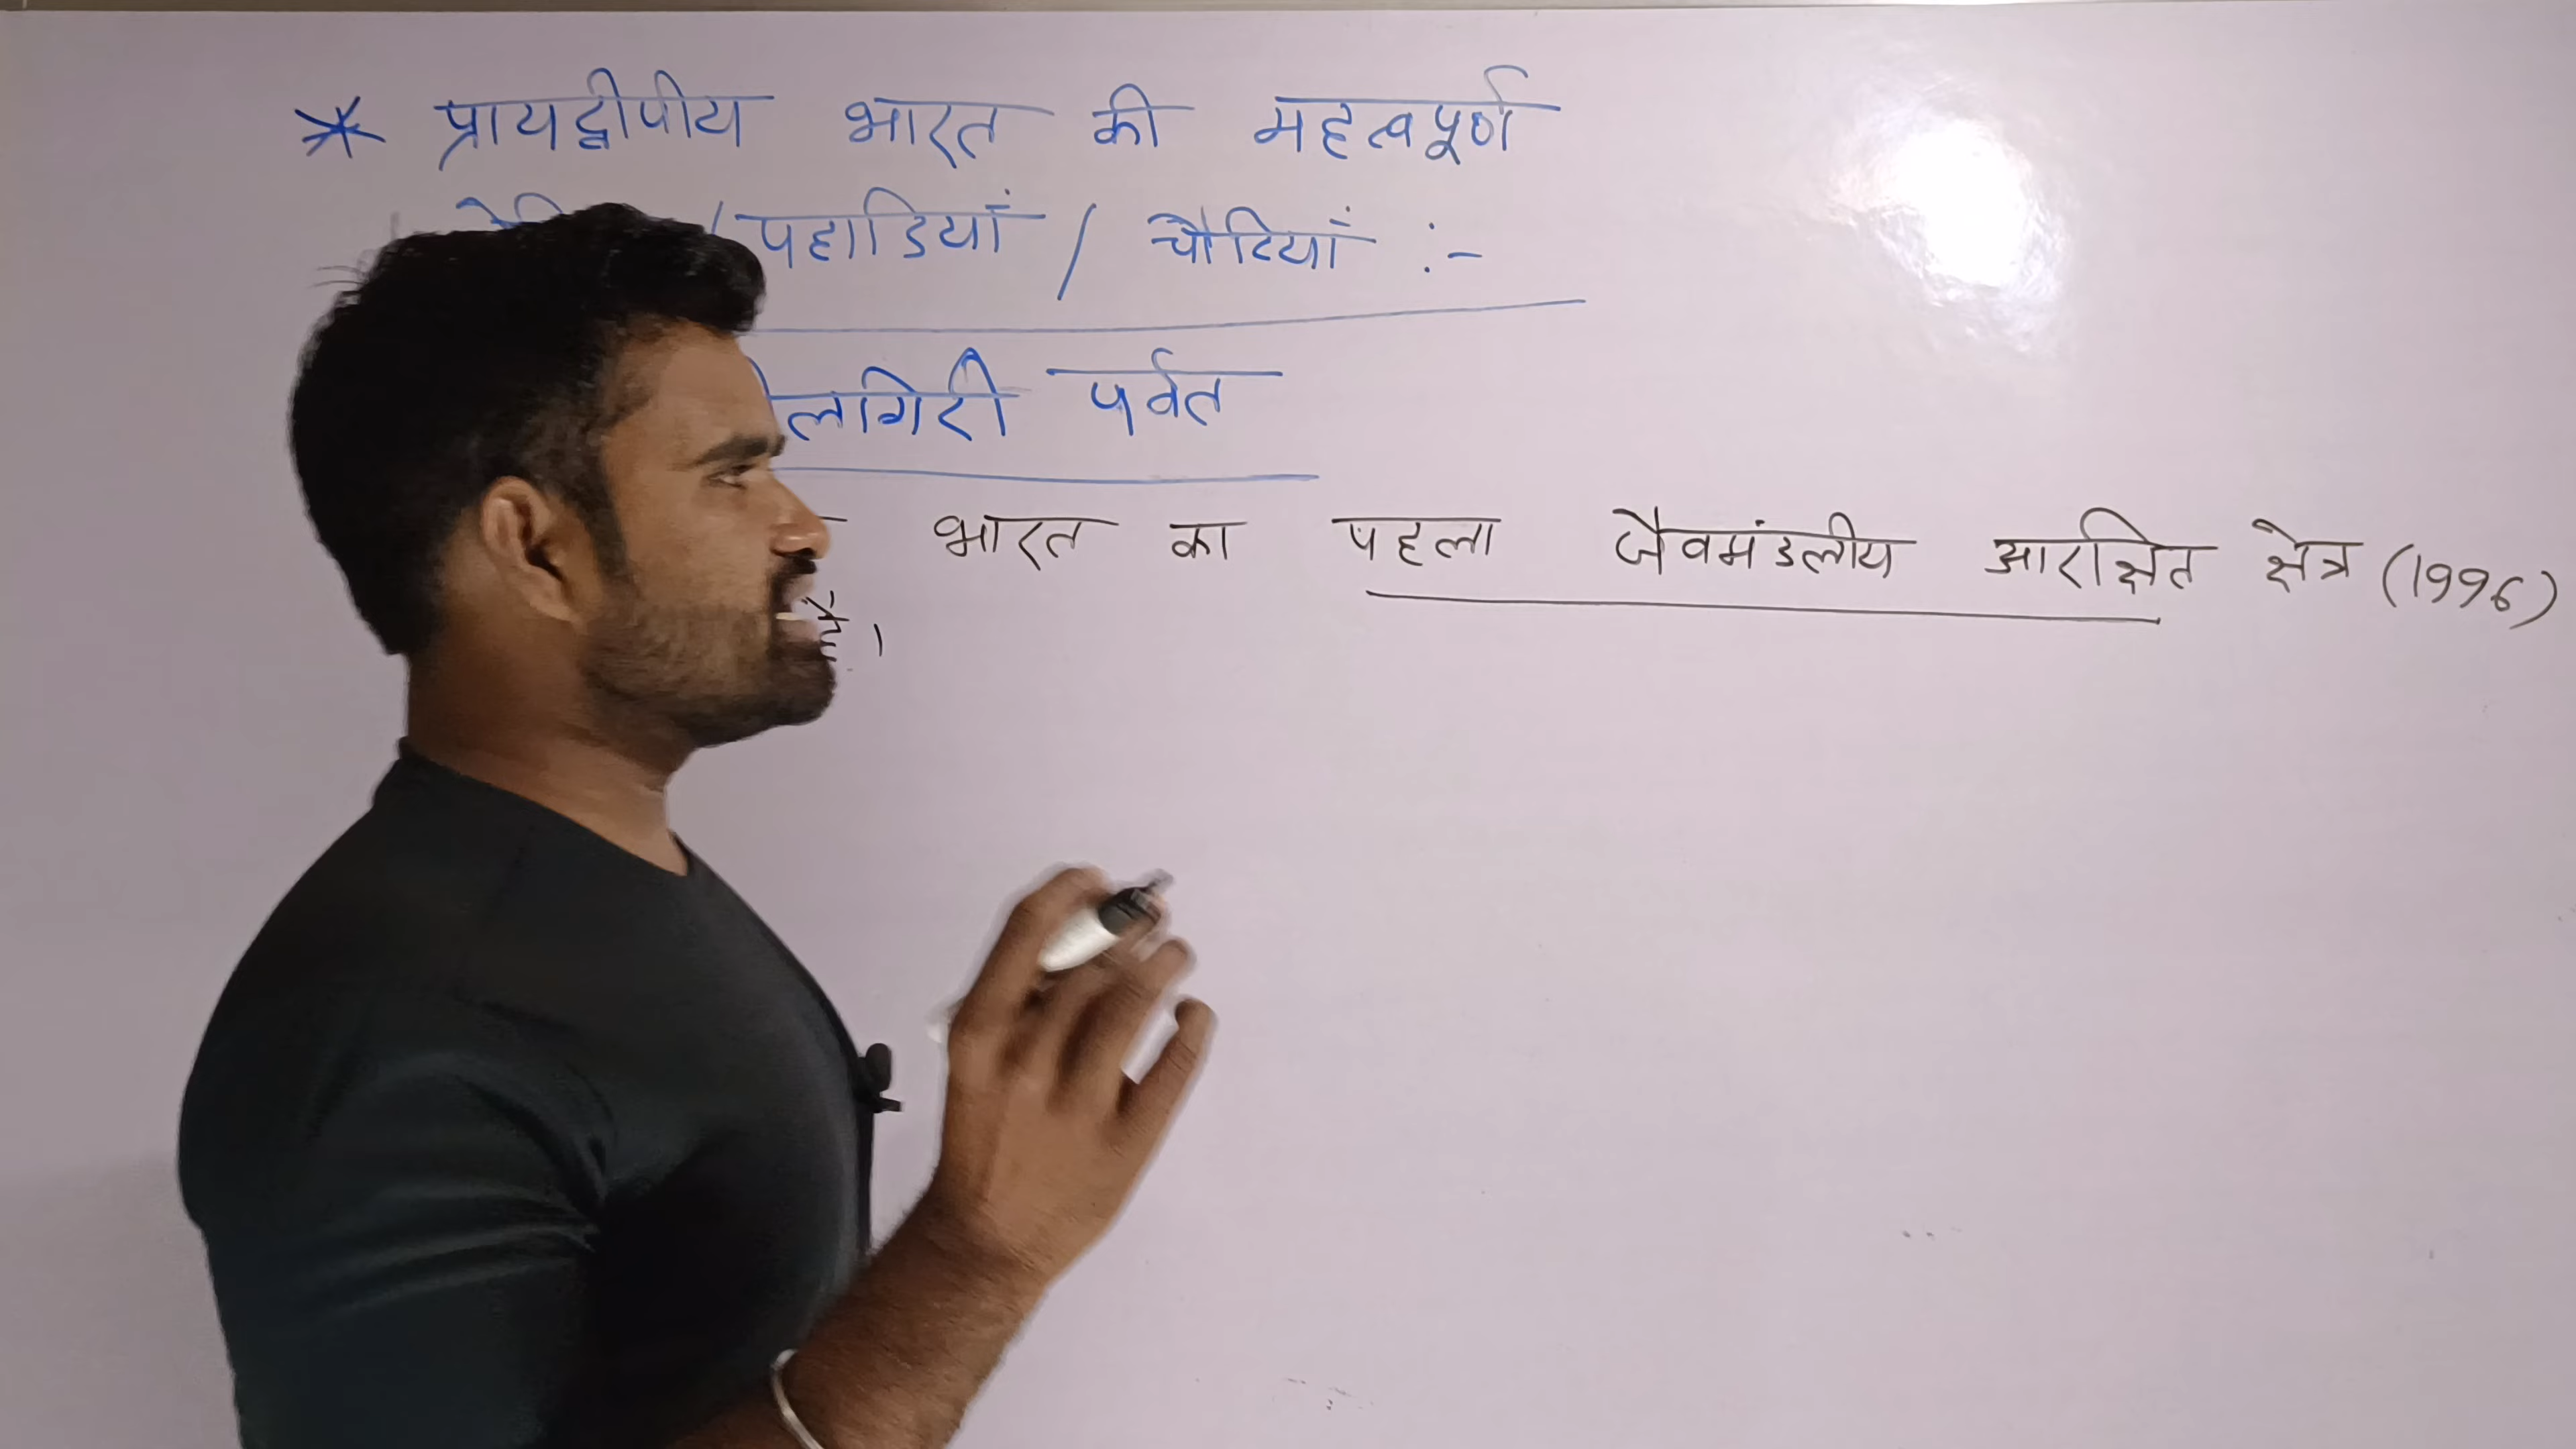 * प्रायद्वीपीय भारत की महत्वपूर्ण
/ पहाडियाँ / चौटियाँ :-
लगिरी पर्वत
भारत का पहला जैवमंडलीय आरक्षित क्षेत्र (1996)
है।